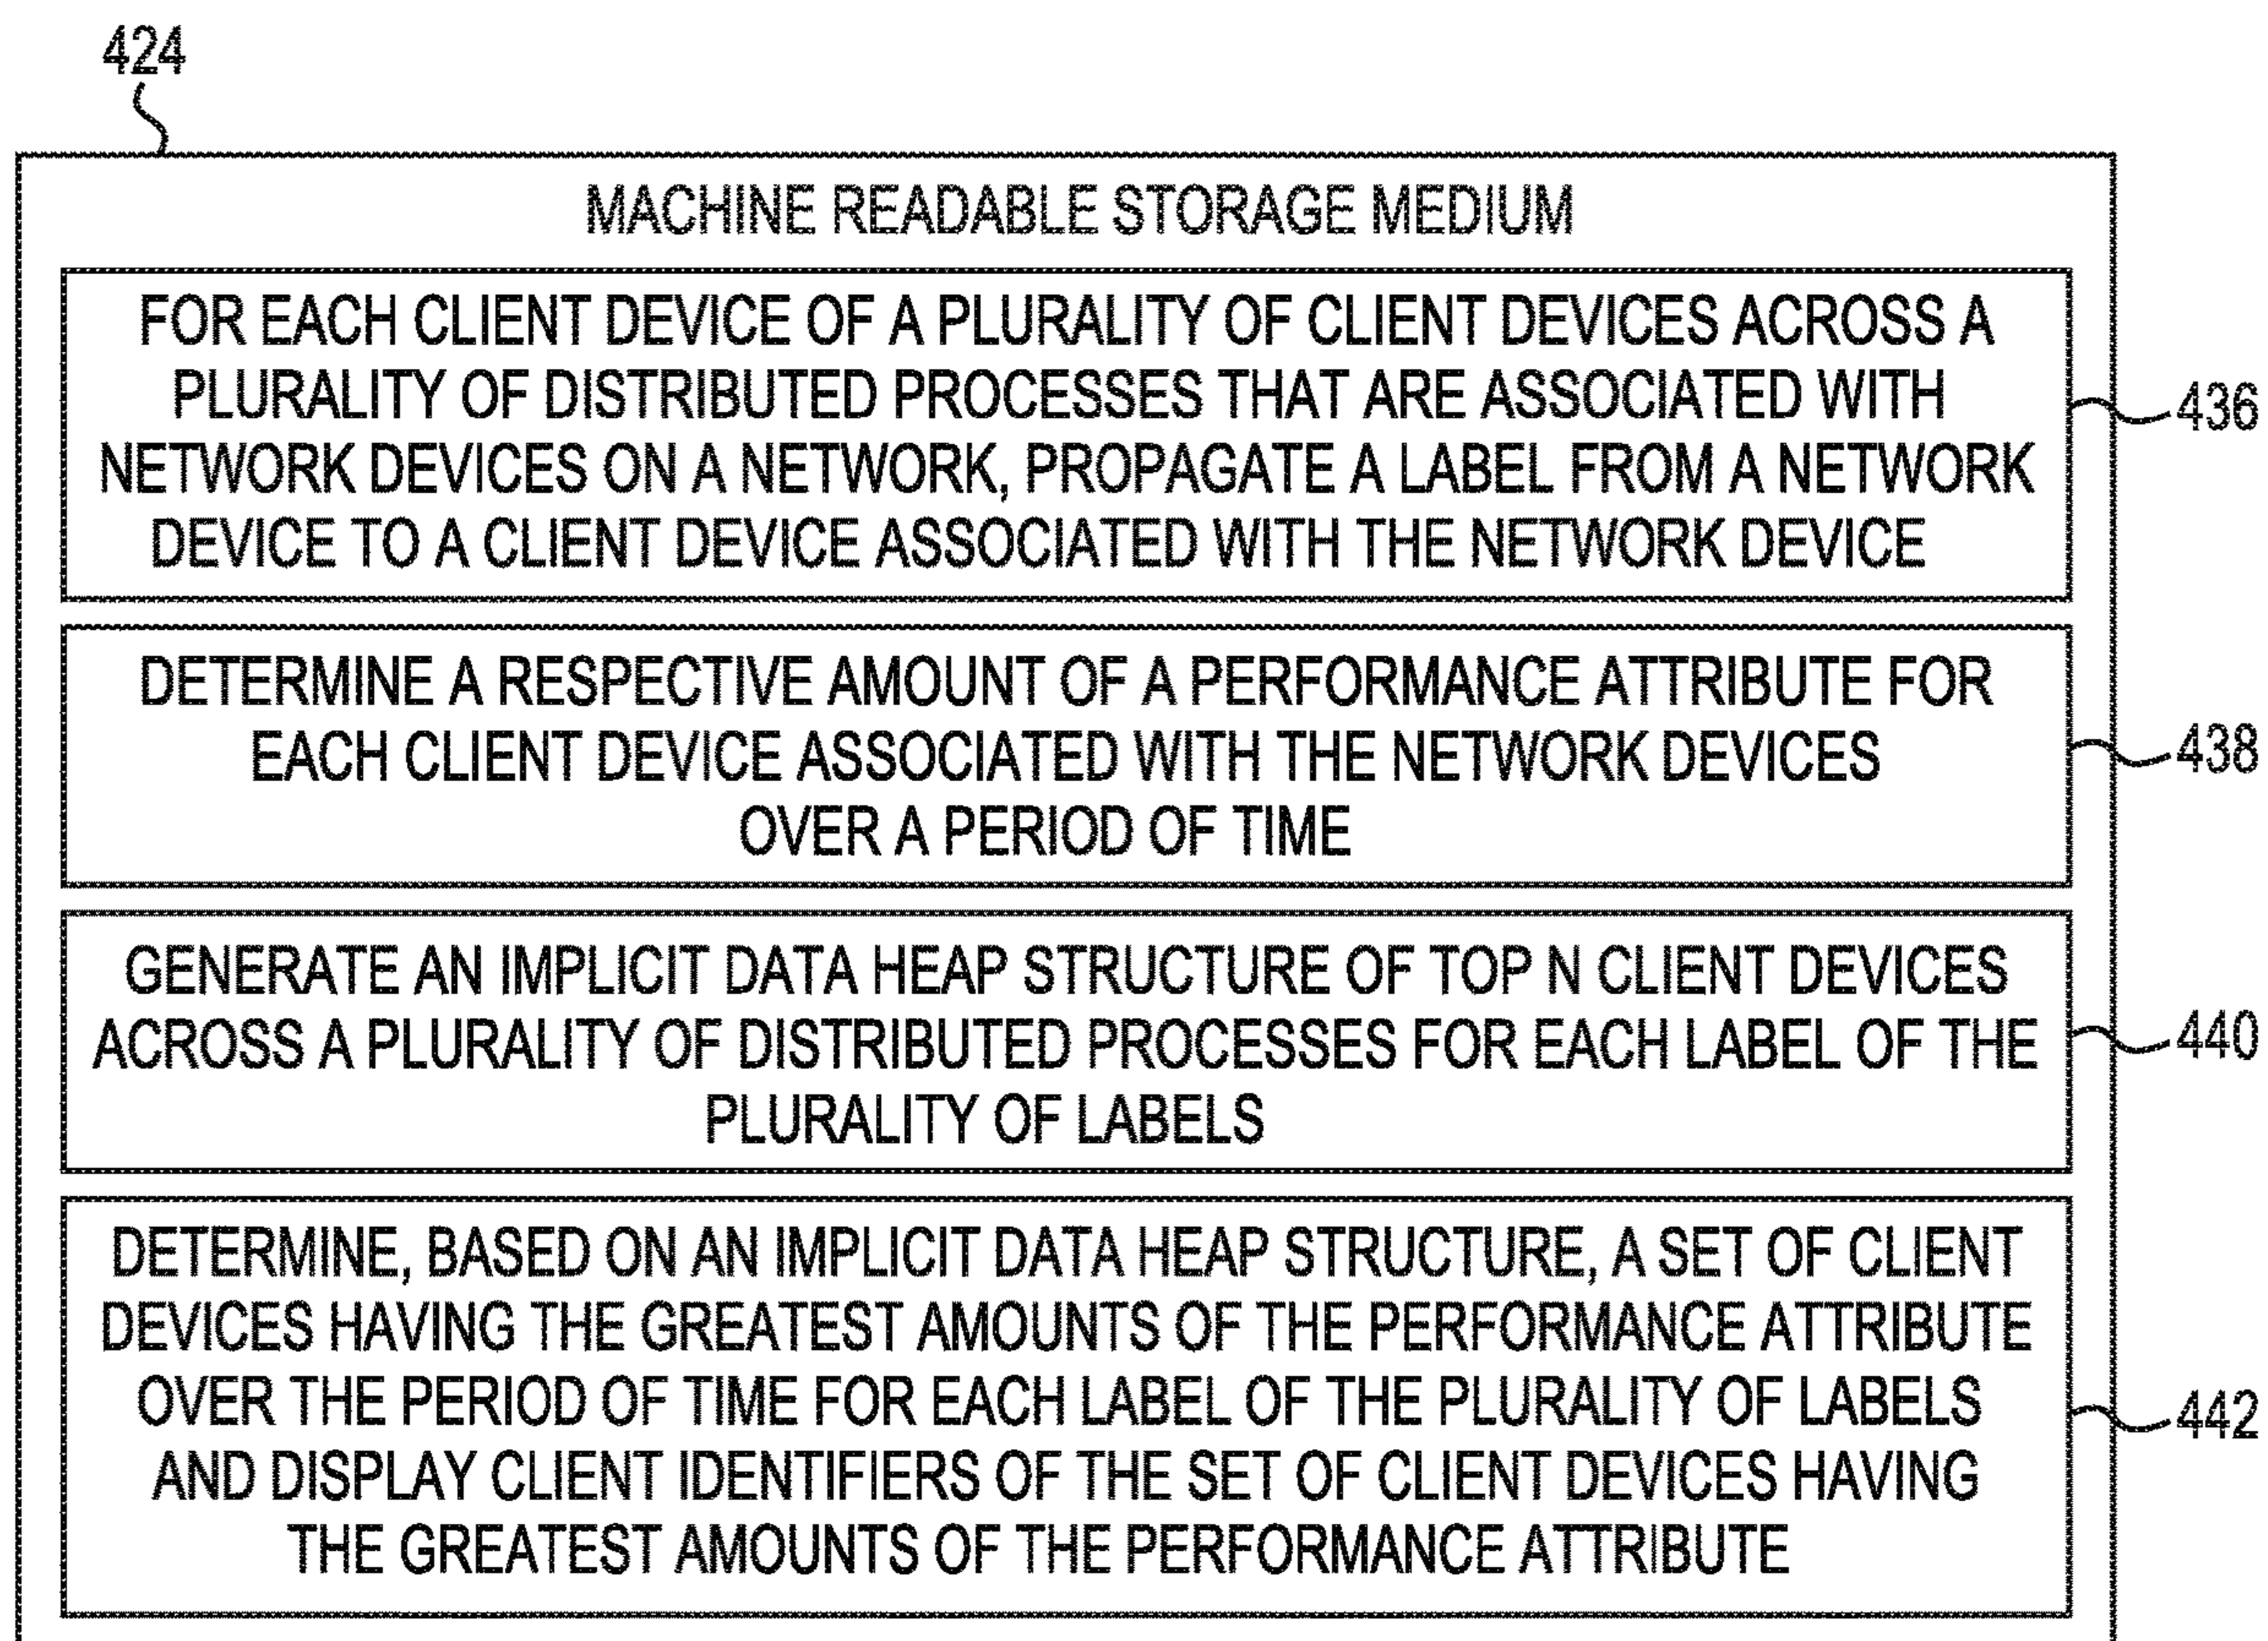 424
MACHINE READABLE STORAGE MEDIUM
FOR EACH CLIENT DEVICE OF A PLURALITY OF CLIENT DEVICES ACROSS A
PLURALITY OF DISTRIBUTED PROCESSES THAT ARE ASSOCIATED WITH
NETWORK DEVICES ON A NETWORK, PROPAGATE A LABEL FROM A NETWORK
DEVICE TO A CLIENT DEVICE ASSOCIATED WITH THE NETWORK DEVICE
436
DETERMINE A RESPECTIVE AMOUNT OF A PERFORMANCE ATTRIBUTE FOR
EACH CLIENT DEVICE ASSOCIATED WITH THE NETWORK DEVICES
OVER A PERIOD OF TIME
438
GENERATE AN IMPLICIT DATA HEAP STRUCTURE OF TOP N CLIENT DEVICES
ACROSS A PLURALITY OF DISTRIBUTED PROCESSES FOR EACH LABEL OF THE
PLURALITY OF LABELS
440
DETERMINE, BASED ON AN IMPLICIT DATA HEAP STRUCTURE, A SET OF CLIENT
DEVICES HAVING THE GREATEST AMOUNTS OF THE PERFORMANCE ATTRIBUTE
OVER THE PERIOD OF TIME FOR EACH LABEL OF THE PLURALITY OF LABELS
AND DISPLAY CLIENT IDENTIFIERS OF THE SET OF CLIENT DEVICES HAVING
THE GREATEST AMOUNTS OF THE PERFORMANCE ATTRIBUTE
442